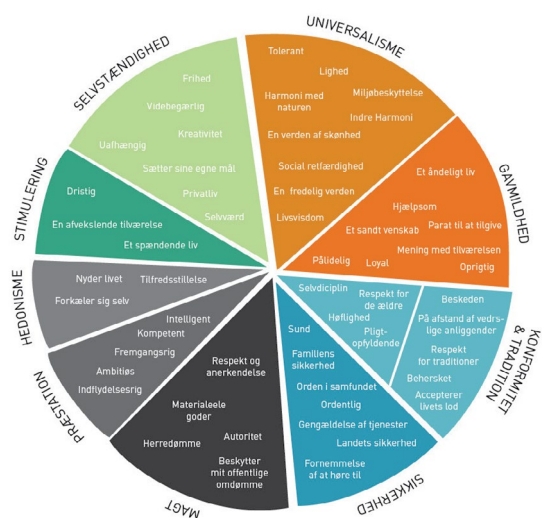 UNIVERSALISME
Tolerant
Lighed
Miljøbeskyttelse
Harmoni med
naturen
Indre Harmoni
En verden af skønhed
Social retfærdighed
En fredelig verden
Livsvisdom
GAVMILDHED
Et åndeligt liv
Hjælpsom
Parat til at tilgive
Et sandt venskab
Mening med tilværelsen
Pålidelig
Loyal
Oprigtig
KONFORMITET
& TRADITION
Selvdiciplin
Respekt for
de ældre
Høflighed
Pligt-
opfyldende
Beskeden
På afstand af vedrs-
lige anliggender
Respekt
for traditioner
Behersket
Accepterer
livets lod
SIKKERHED
Sund
Familiens
sikkerhed
Orden i samfundet
Ordentlig
Gengældelse af tjenester
Landets sikkerhed
Fornemmelse
af at høre til
MAGT
Respekt og
anerkendelse
Materialeele
goder
Autoritet
Herredømme
Beskytter
mit offentlige
omdømme
PRÆSTATION
Intelligent
Kompetent
Fremgangsrig
Ambitiøs
Indflydelsesrig
HEDONISME
Nyder livet
Tilfredsstillelse
Forkæler sig selv
STIMULERING
Dristig
En afvekslende tilværelse
Et spændende liv
SELVSTÆNDIGHED
Frihed
Videbegærlig
Kreativitet
Uafhængig
Sætter sine egne mål
Privatliv
Selvværd